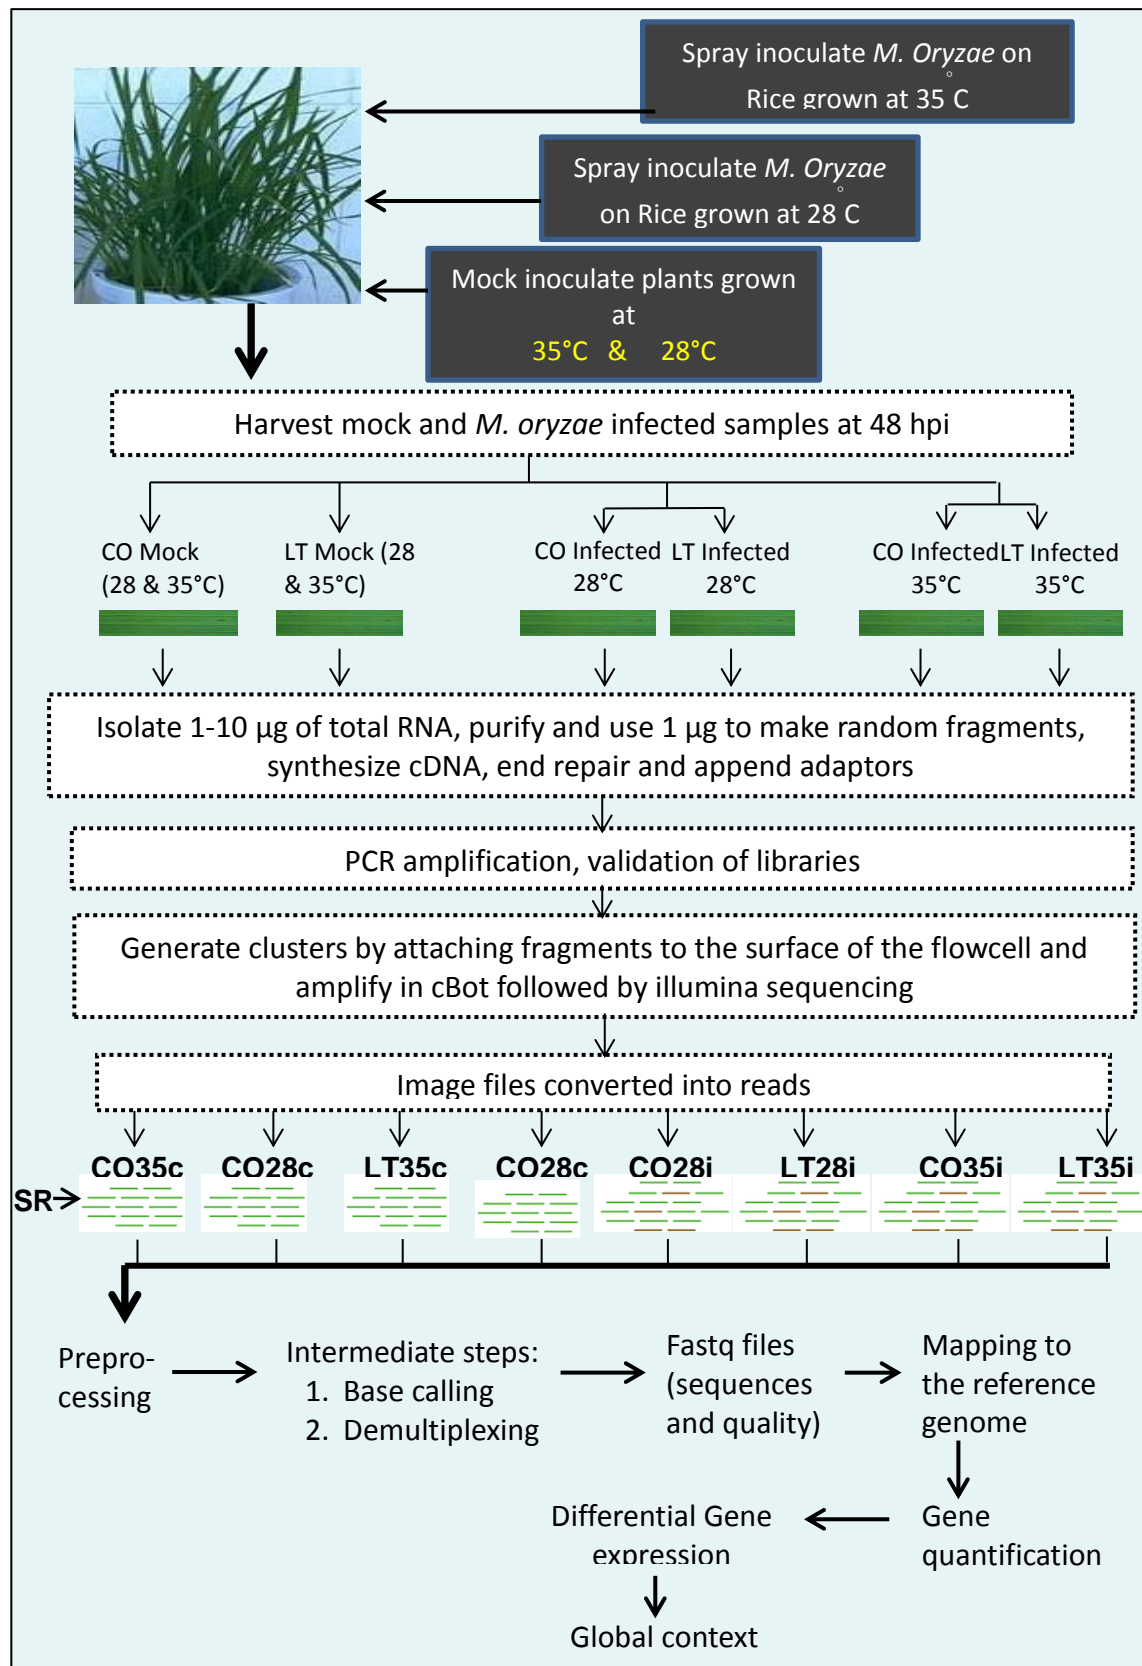 Spray inoculate M. Oryzae on
Rice grown at 35°C
Spray inoculate M. Oryzae
on Rice grown at 28°C
Mock inoculate plants grown
at
35°C & 28°C
Harvest mock and M. oryzae infected samples at 48 hpi
CO Mock
(28 & 35°C)
LT Mock (28
& 35°C)
CO Infected
28°C
LT Infected
28°C
CO Infected
35°C
LT Infected
35°C
Isolate 1-10 µg of total RNA, purify and use 1 µg to make random fragments,
synthesize cDNA, end repair and append adaptors
PCR amplification, validation of libraries
Generate clusters by attaching fragments to the surface of the flowcell and
amplify in cBot followed by illumina sequencing
Image files converted into reads
CO35c CO28c LT35c CO28c CO28i LT28i CO35i LT35i
SR
Prepro-
cessing
Intermediate steps:
1. Base calling
2. Demultiplexing
Fastq files
(sequences
and quality)
Mapping to
the reference
genome
Differential Gene
expression
Gene
quantification
Global context